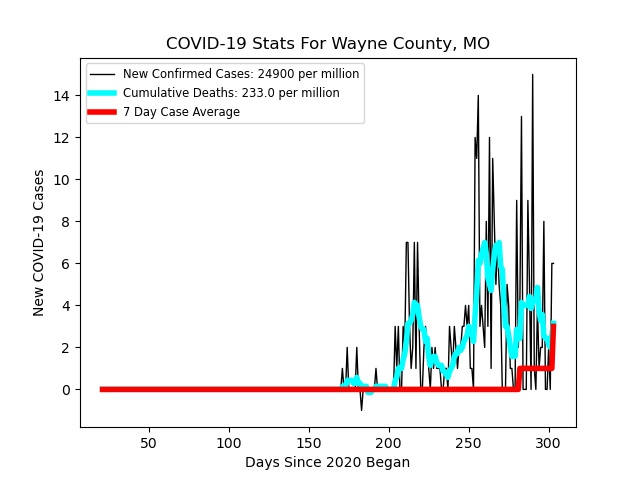 COVID-19 Stats For Wayne County, MO
New Confirmed Cases: 24900 per million
Cumulative Deaths: 233.0 per million
7 Day Case Average
New COVID-19 Cases
14
12
10
8
6
4
2
0
50 100 150 200 250 300
Days Since 2020 Began